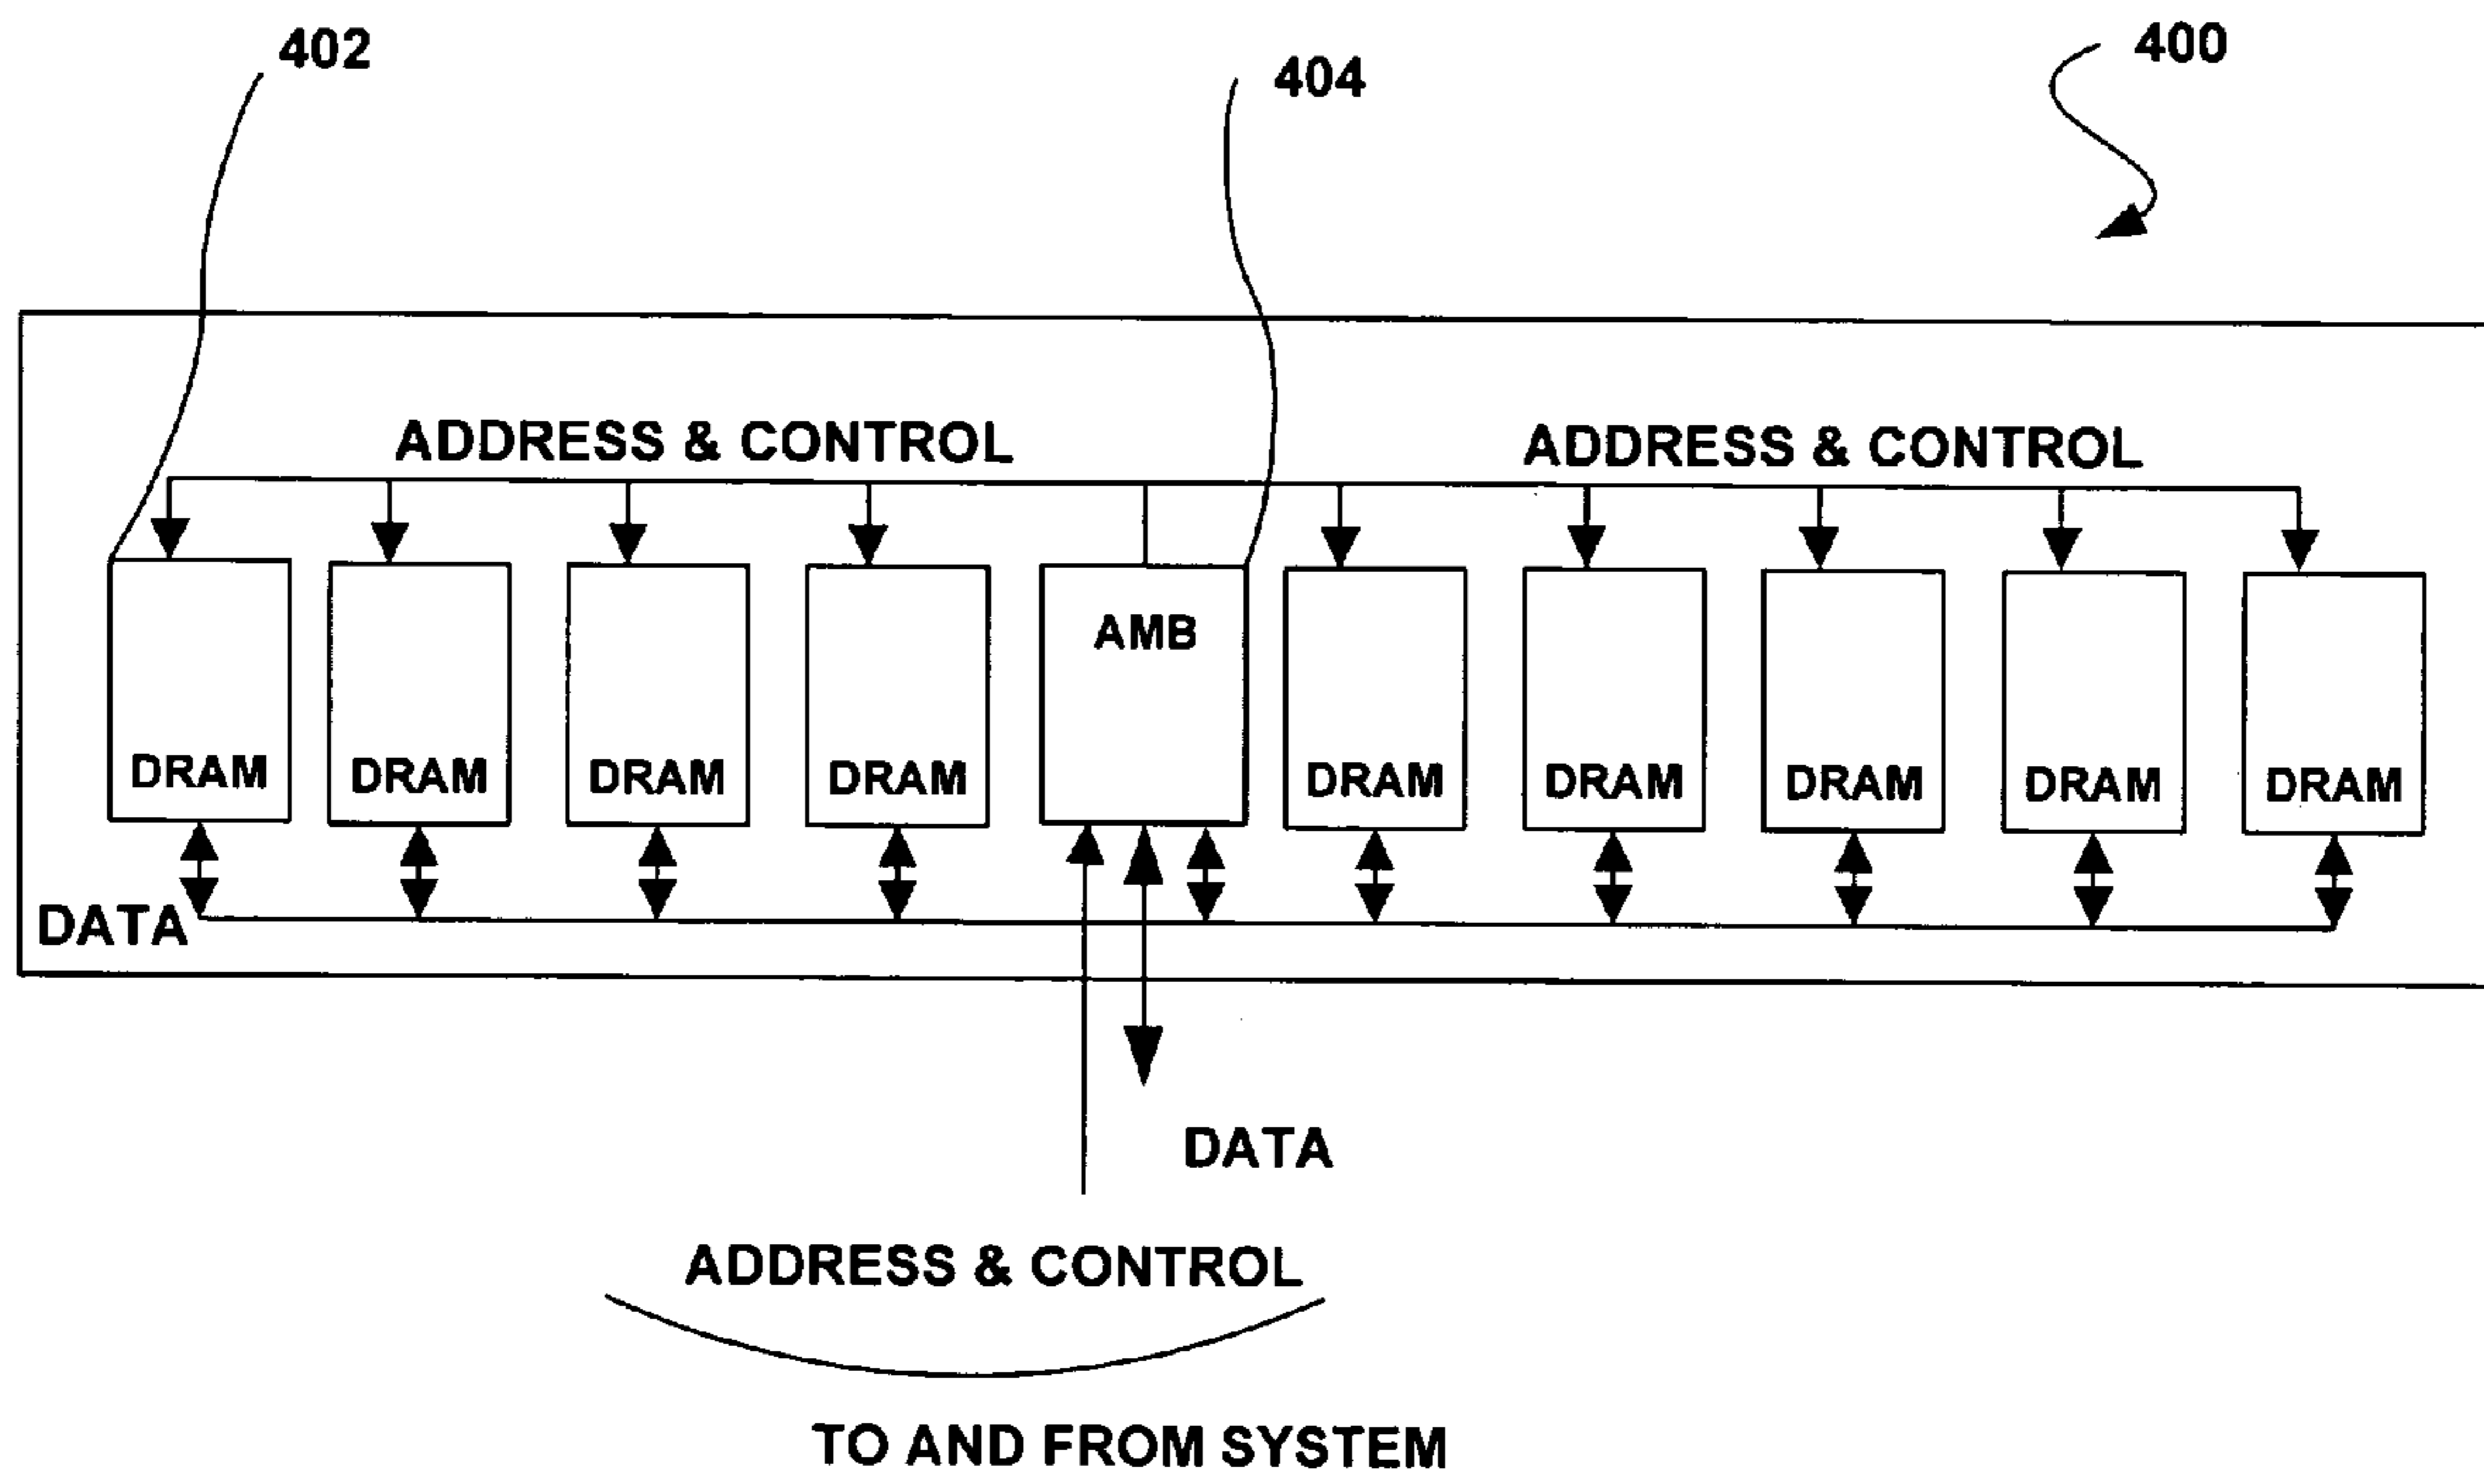 402
404
400
ADDRESS & CONTROL
ADDRESS & CONTROL
AMB
DRAM
DRAM
DRAM
DRAM
DRAM
DRAM
DRAM
DRAM
DRAM
DATA
DATA
ADDRESS & CONTROL
TO AND FROM SYSTEM